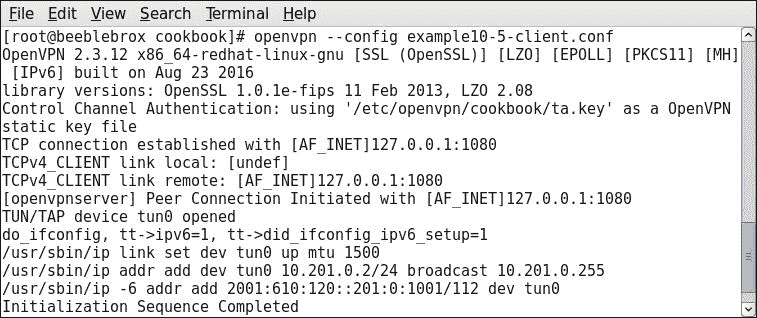 File Edit View Search Terminal Help
[root@beeblebrox cookbook]# openvpn --config example10-5-client.conf
OpenVPN 2.3.12 x86_64-redhat-linux-gnu [SSL (OpenSSL)] [LZO] [EPOLL] [PKCS11] [MH]
 [IPv6] built on Aug 23 2016
library versions: OpenSSL 1.0.1e-fips 11 Feb 2013, LZO 2.08
Control Channel Authentication: using '/etc/openvpn/cookbook/ta.key' as a OpenVPN
static key file
TCP connection established with [AF_INET]127.0.0.1:1080
TCPv4_CLIENT link local: [undef]
TCPv4_CLIENT link remote: [AF_INET]127.0.0.1:1080
[openvpnserver] Peer Connection Initiated with [AF_INET]127.0.0.1:1080
TUN/TAP device tun0 opened
do_ifconfig, tt->ipv6=1, tt->did_ifconfig_ipv6_setup=1
/usr/sbin/ip link set dev tun0 up mtu 1500
/usr/sbin/ip addr add dev tun0 10.201.0.2/24 broadcast 10.201.0.255
/usr/sbin/ip -6 addr add 2001:610:120::201:0:1001/112 dev tun0
Initialization Sequence Completed